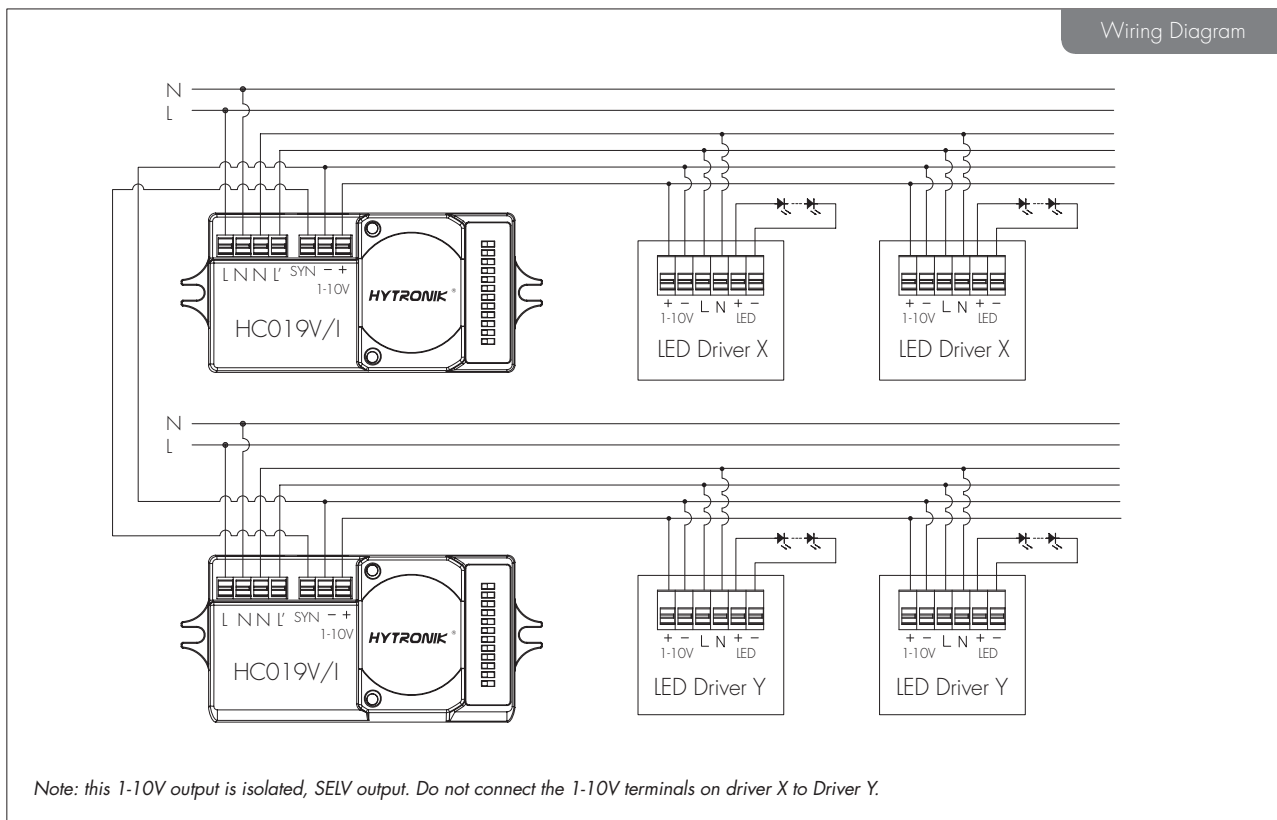 Wiring Diagram
N
L
L N N L' SYN - +
1-10V
HYTRONIK ®
HC019V/I
+ - L N + -
1-10V LED
LED Driver X
+ - L N + -
1-10V LED
LED Driver X
N
L
L N N L' SYN - +
1-10V
HYTRONIK ®
HC019V/I
+ - L N + -
1-10V LED
LED Driver Y
+ - L N + -
1-10V LED
LED Driver Y
Note: this 1-10V output is isolated, SELV output. Do not connect the 1-10V terminals on driver X to Driver Y.